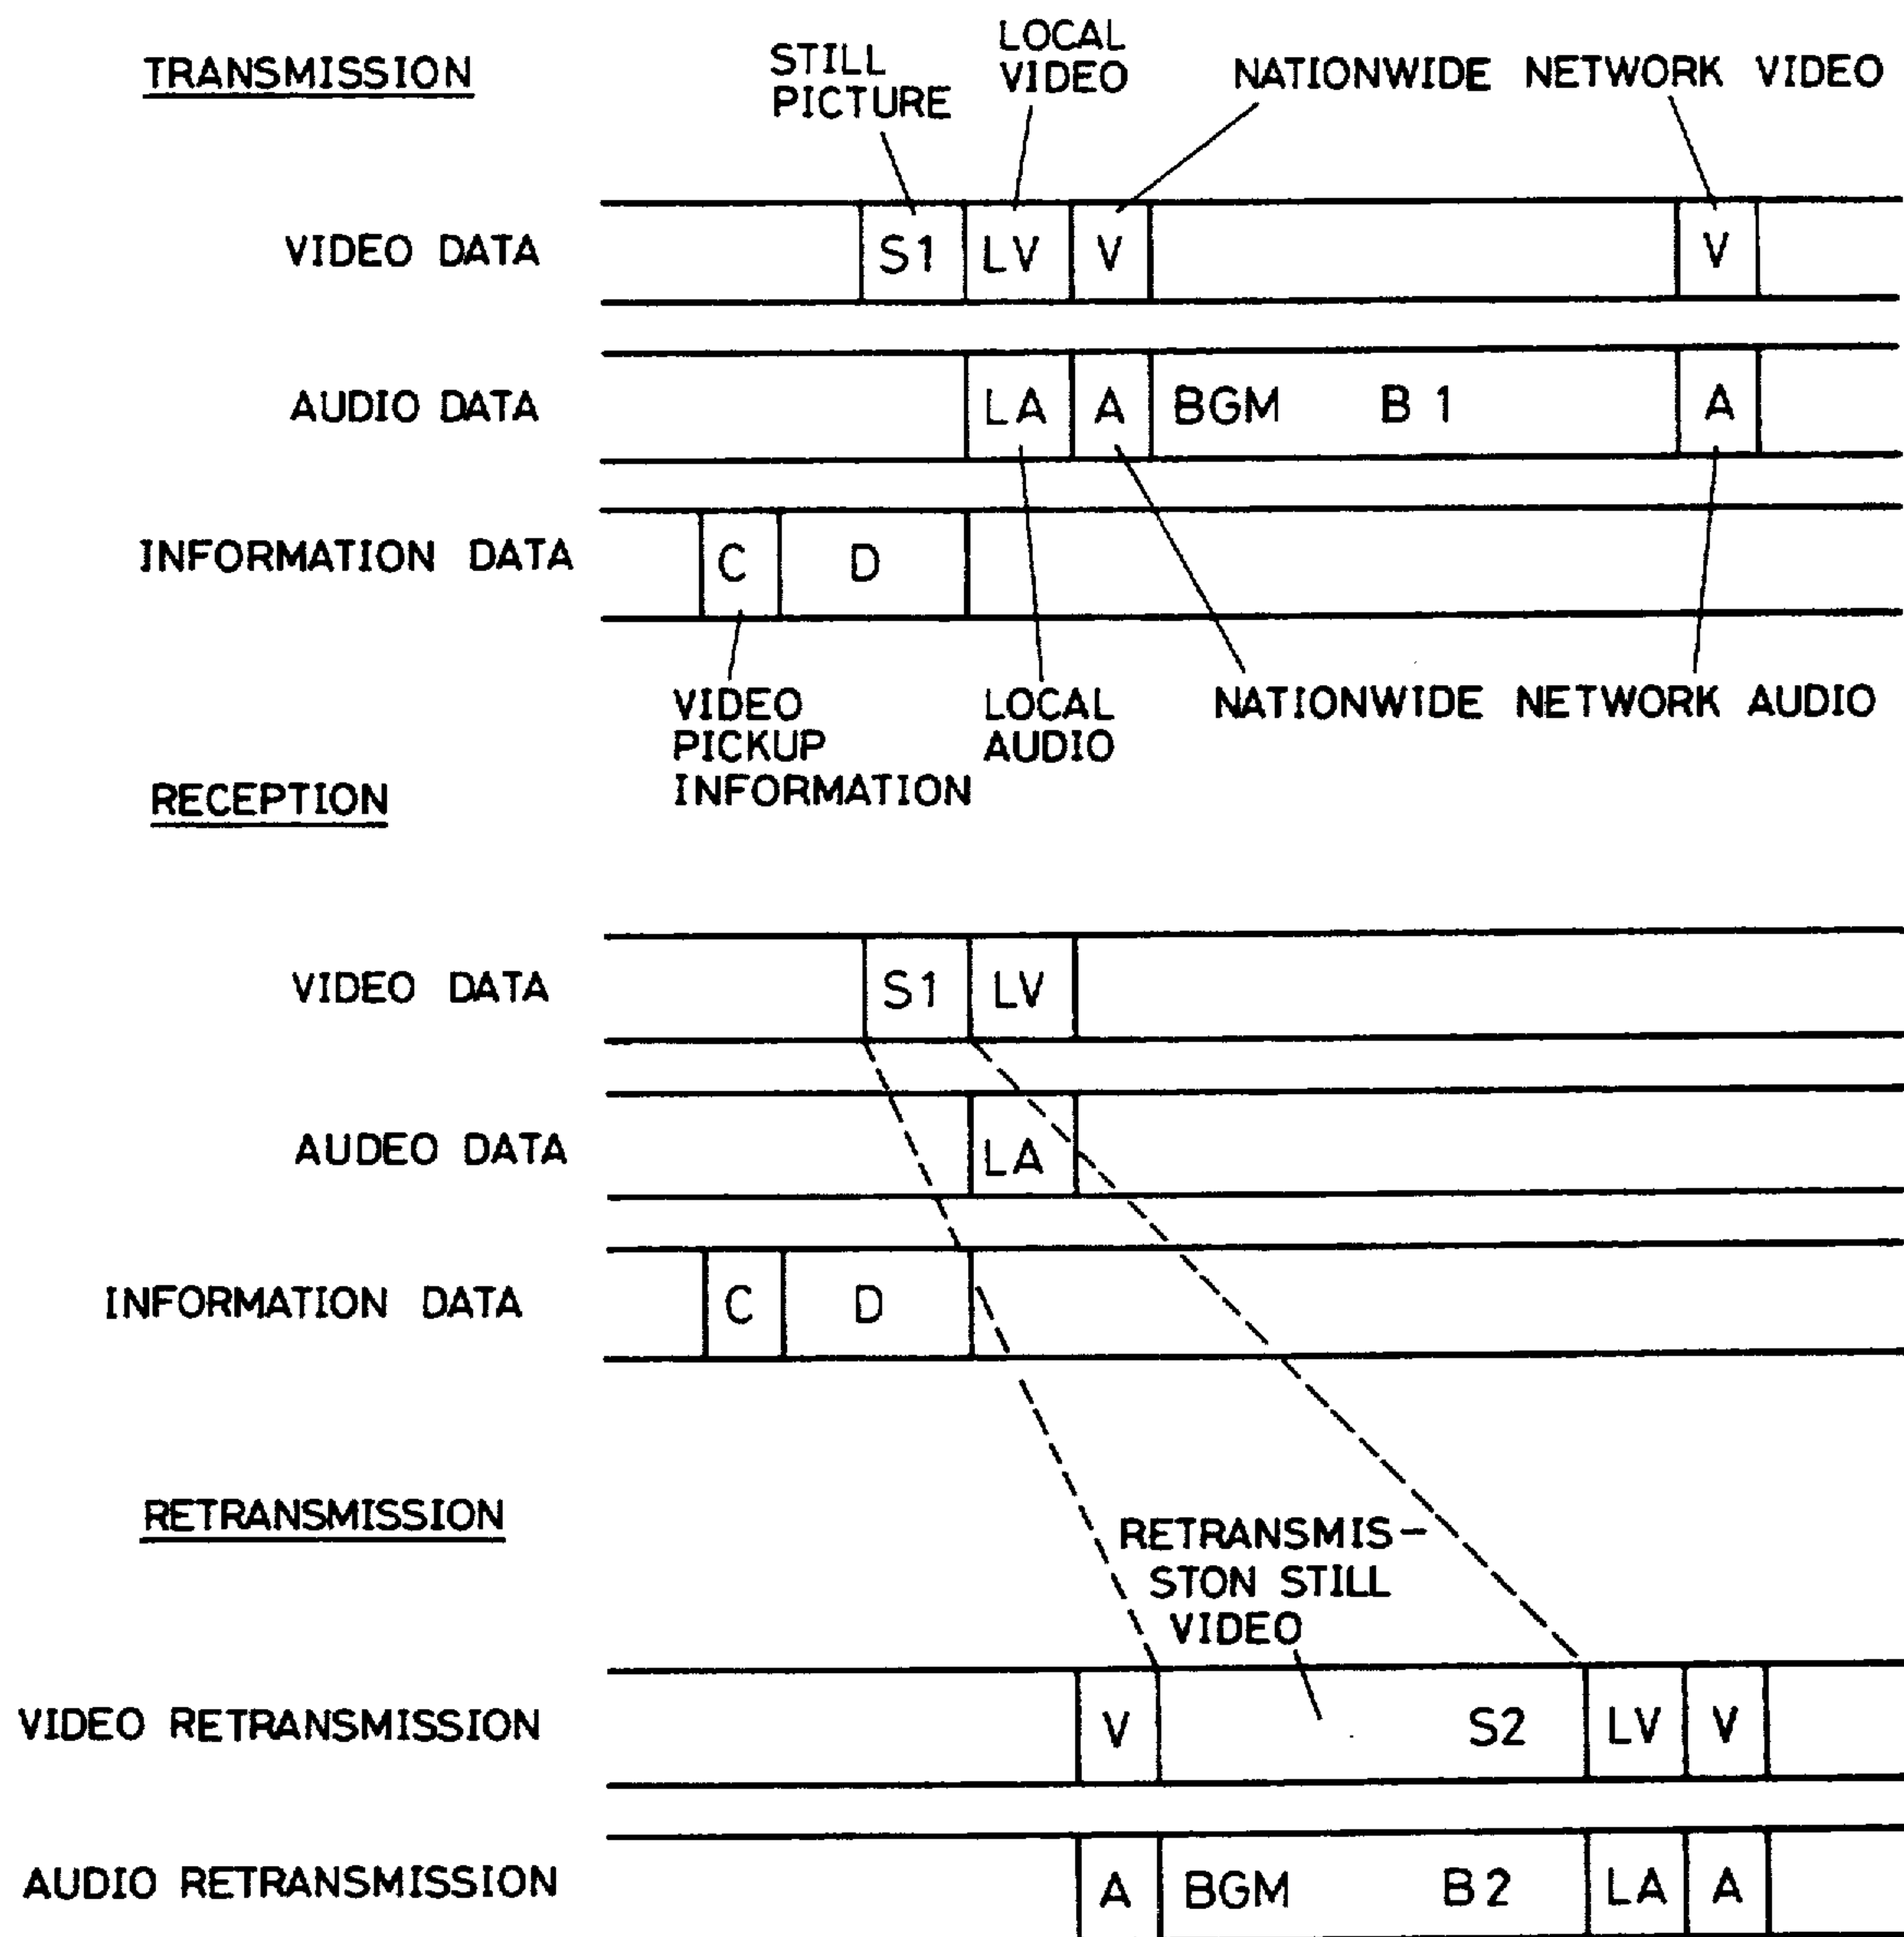 TRANSMISSION
STILL
PICTURE
LOCAL
VIDEO
NATIONWIDE NETWORK VIDEO
VIDEO DATA
S1 LV V V
AUDIO DATA
LA A BGM B1 A
INFORMATION DATA
C D
VIDEO
PICKUP
INFORMATION
LOCAL
AUDIO
NATIONWIDE NETWORK AUDIO
RECEPTION
VIDEO DATA
S1 LV
AUDEO DATA
LA
INFORMATION DATA
C D
RETRANSMISSION
RETRANSMIS-
STON STILL
VIDEO
VIDEO RETRANSMISSION
V S2 LV V
AUDIO RETRANSMISSION
A BGM B2 LA A